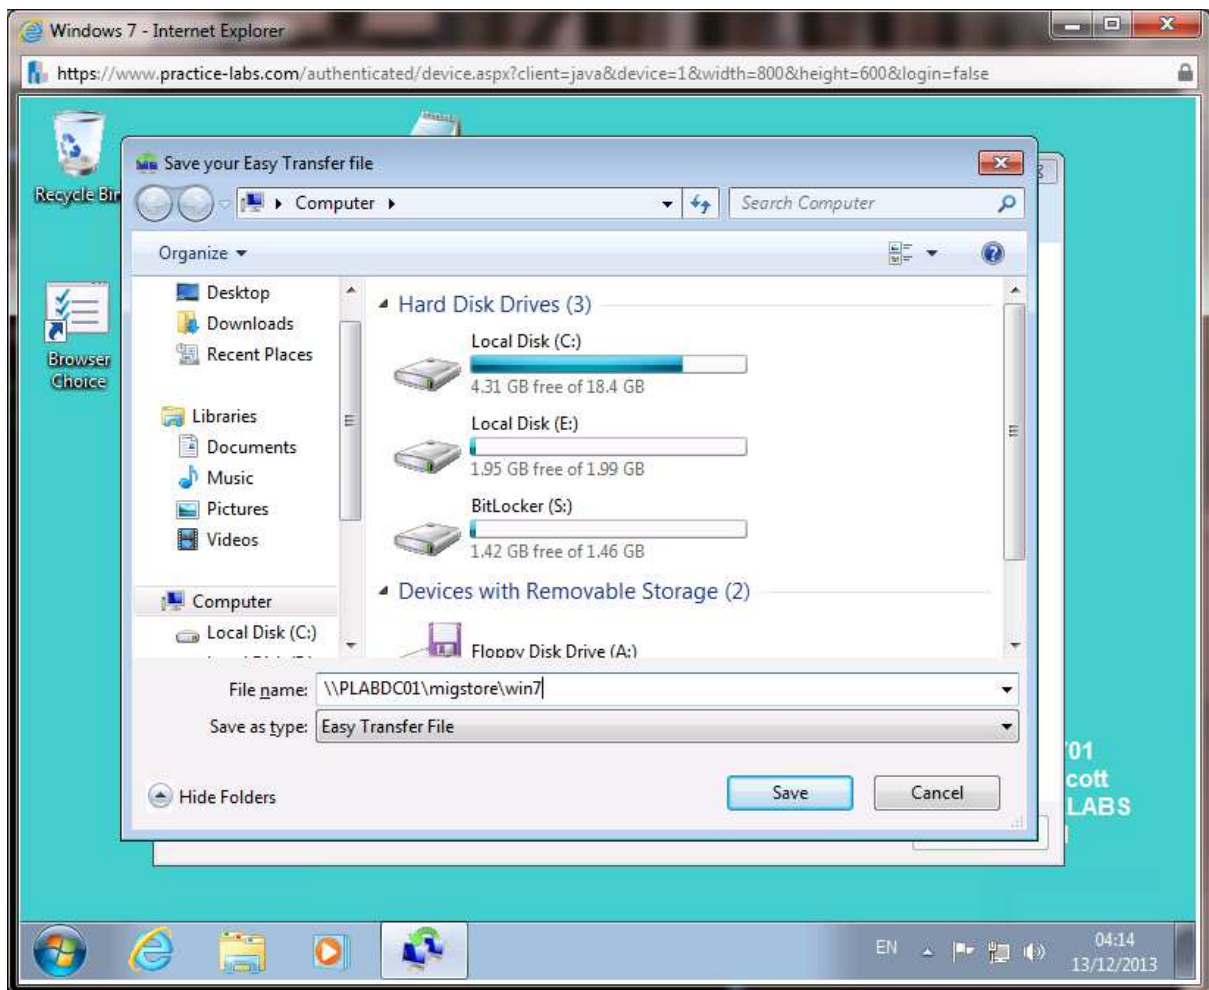 Windows 7 - Internet Explorer
https://www.practice-labs.com/authenticated/device.aspx?client=java&device=1&width=800&height=600&login=false
Recycle Bin
Save your Easy Transfer file
Computer
Search Computer
Organize
Desktop
Downloads
Recent Places
Libraries
Documents
Music
Pictures
Videos
Computer
Local Disk (C:)
Hard Disk Drives (3)
Local Disk (C:)
4.31 GB free of 18.4 GB
Local Disk (E:)
1.95 GB free of 1.99 GB
BitLocker (S:)
1.42 GB free of 1.46 GB
Devices with Removable Storage (2)
Floppy Disk Drive (A:)
Browser
Choice
File name: \\PLABDC01\migstore\win7
Save as type: Easy Transfer File
Hide Folders
Save
Cancel
01
cott
LABS
EN
04:14
13/12/2013